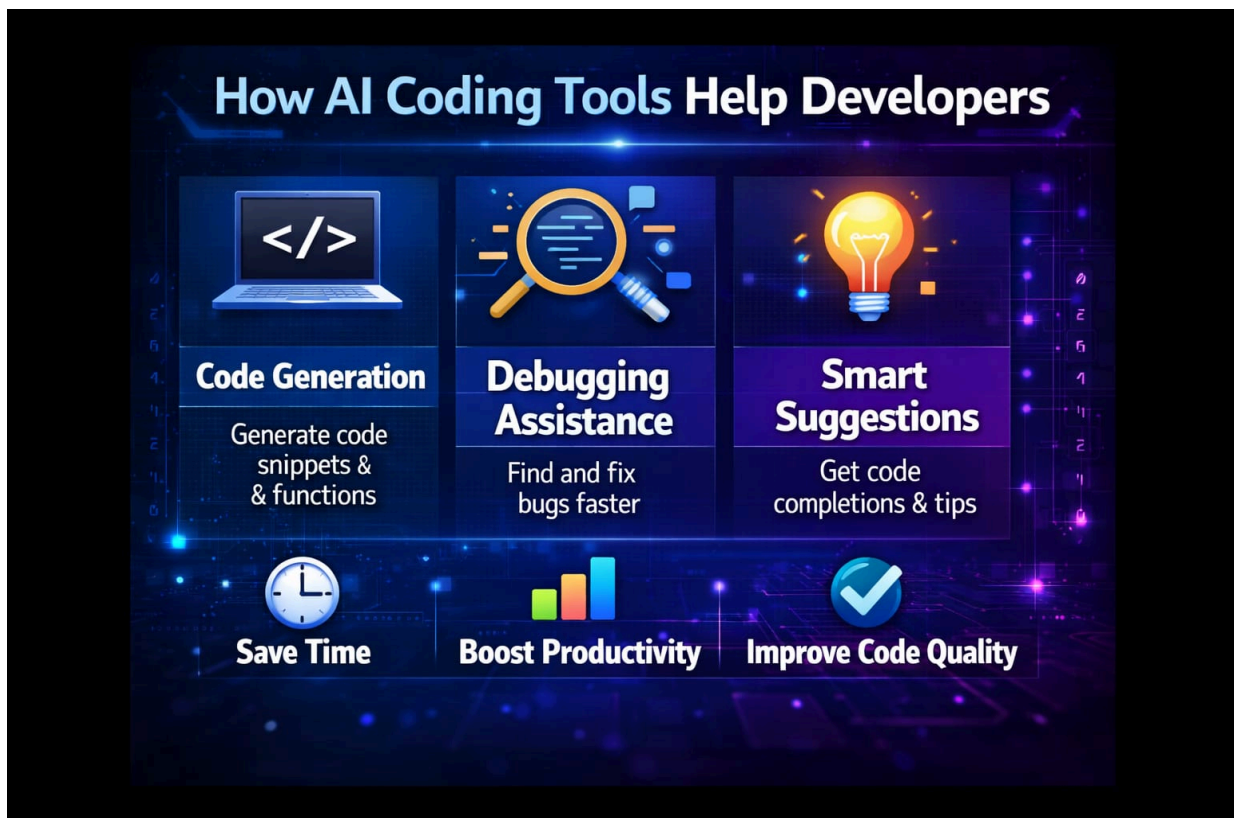 How AI Coding Tools Help Developers
</>
Code Generation
Generate code
snippets &
& functions
Debugging
Assistance
Find and fix
bugs faster
Smart
Suggestions
Get code
completions & tips
Save Time
Boost Productivity
Improve Code Quality